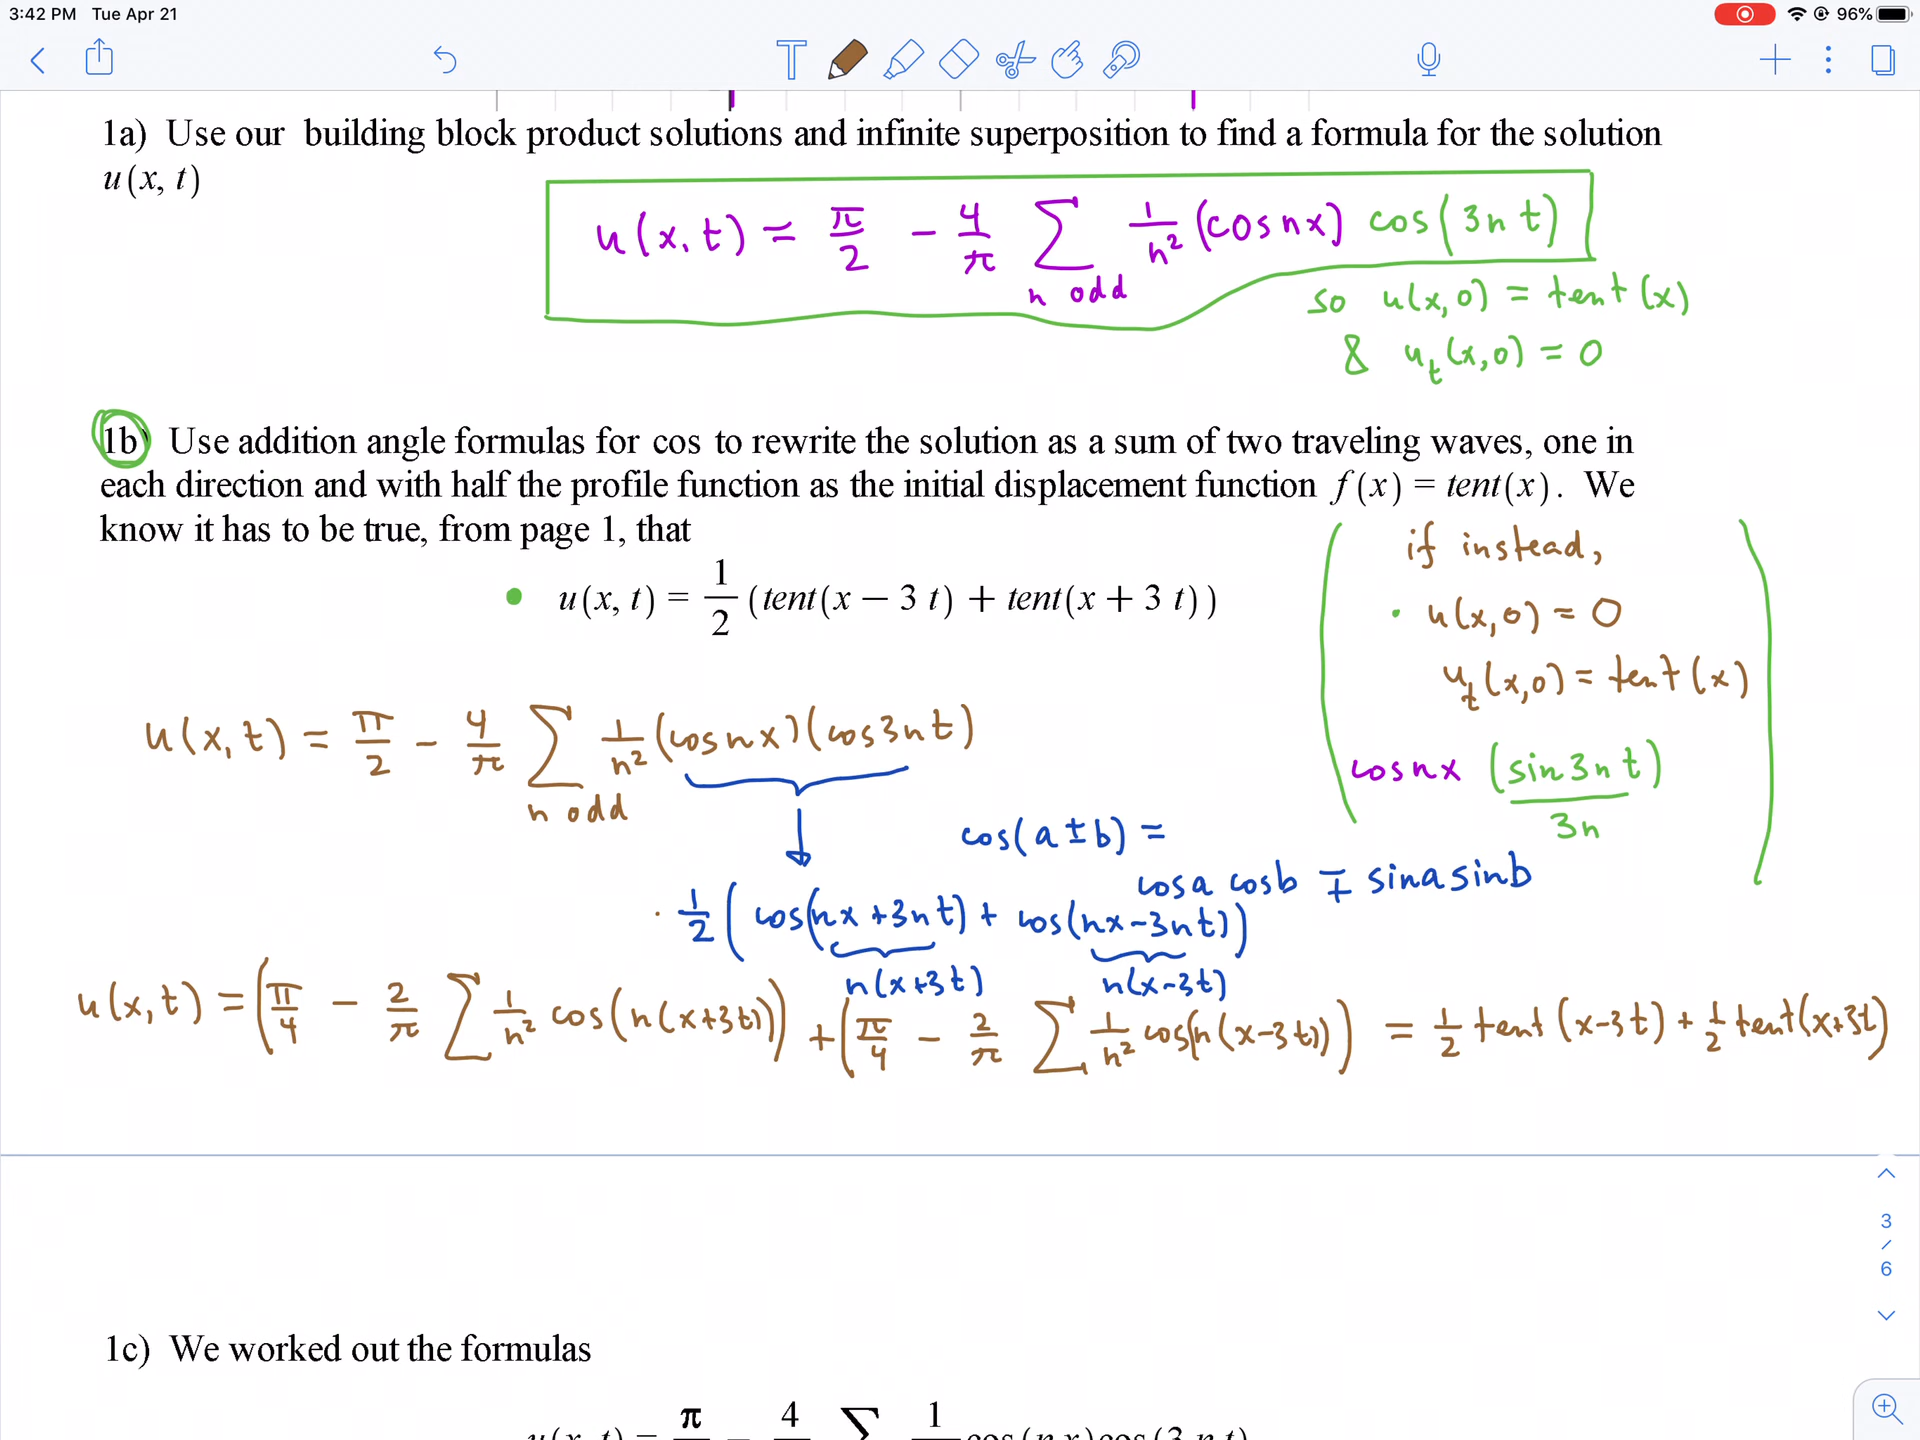 3:42 PM Tue Apr 21
96%
1a) Use our building block product solutions and infinite superposition to find a formula for the solution
u(x, t)
u(x,t) = π/2 - 4/π Σ n odd 1/n² (cos nx) cos(3n t)
so u(x,0) = tent(x)
& u_t(x,0) = 0
1b) Use addition angle formulas for cos to rewrite the solution as a sum of two traveling waves, one in
each direction and with half the profile function as the initial displacement function f(x) = tent(x). We
know it has to be true, from page 1, that
• u(x, t) = 1/2 (tent(x − 3 t) + tent(x + 3 t))
if instead,
• u(x,0) = 0
u_t(x,0) = tent(x)
cos nx (sin 3n t)
3n
u(x,t) = π/2 - 4/π Σ n odd 1/n² (cos nx)(cos 3n t)
cos(a ± b) =
cos a cos b ∓ sin a sin b
1/2 (cos(nx + 3nt) + cos(nx - 3nt))
n(x+3t) n(x-3t)
u(x,t) = (π/4 - 2/π Σ 1/n² cos(n(x+3t))) + (π/4 - 2/π Σ 1/n² cos(n(x-3t))) = 1/2 tent(x-3t) + 1/2 tent(x+3t)
3
/
6
1c) We worked out the formulas
u(x, t) = π – 4 Σ 1 cos(n x) cos(3 n t)